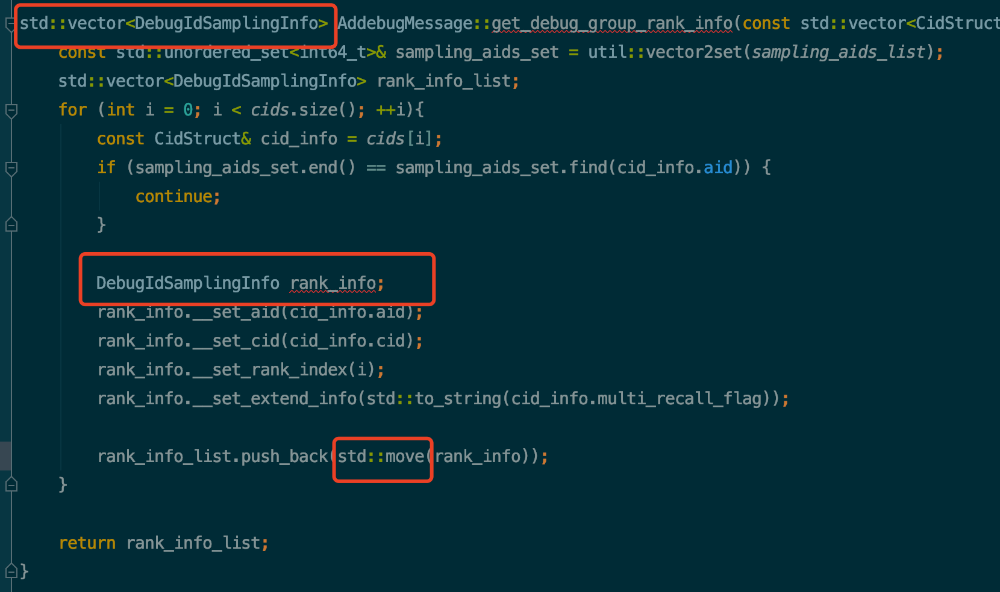 std::vector<DebugIdSamplingInfo> AddebugMessage::get_debug_group_rank_info(const std::vector<CidStruct
const std::unordered_set<int64_t>& sampling_aids_set = util::vector2set(sampling_aids_list);
std::vector<DebugIdSamplingInfo> rank_info_list;
for (int i = 0; i < cids.size(); ++i){
const CidStruct& cid_info = cids[i];
if (sampling_aids_set.end() == sampling_aids_set.find(cid_info.aid)) {
continue;
}
DebugIdSamplingInfo rank_info;
rank_info.__set_aid(cid_info.aid);
rank_info.__set_cid(cid_info.cid);
rank_info.__set_rank_index(i);
rank_info.__set_extend_info(std::to_string(cid_info.multi_recall_flag));
rank_info_list.push_back(std::move(rank_info));
}
return rank_info_list;
}